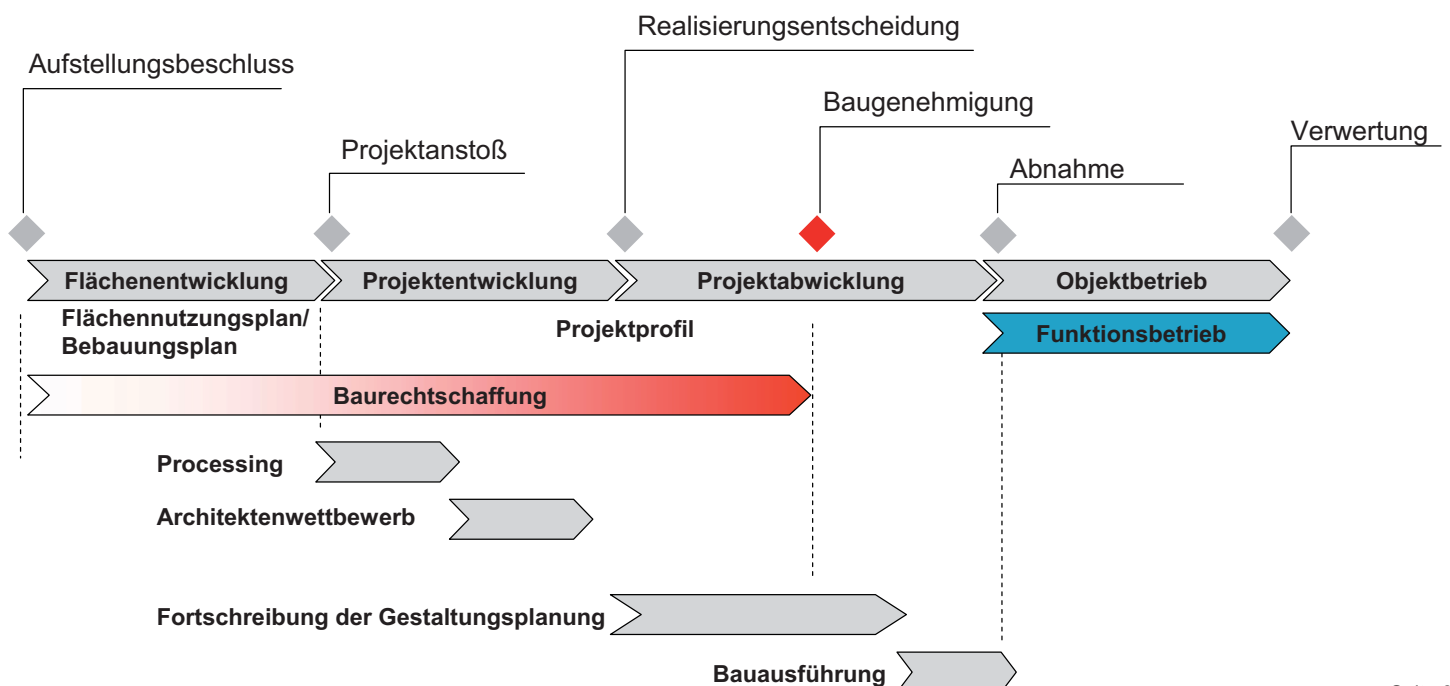 Realisierungsentscheidung
Aufstellungsbeschluss
Baugenehmigung
Verwertung
Projektanstoß
Abnahme
Flächenentwicklung
Projektentwicklung
Projektabwicklung
Objektbetrieb
Flächennutzungsplan/
Bebauungsplan
Projektprofil
Funktionsbetrieb
Baurechtschaffung
Processing
Architektenwettbewerb
Fortschreibung der Gestaltungsplanung
Bauausführung